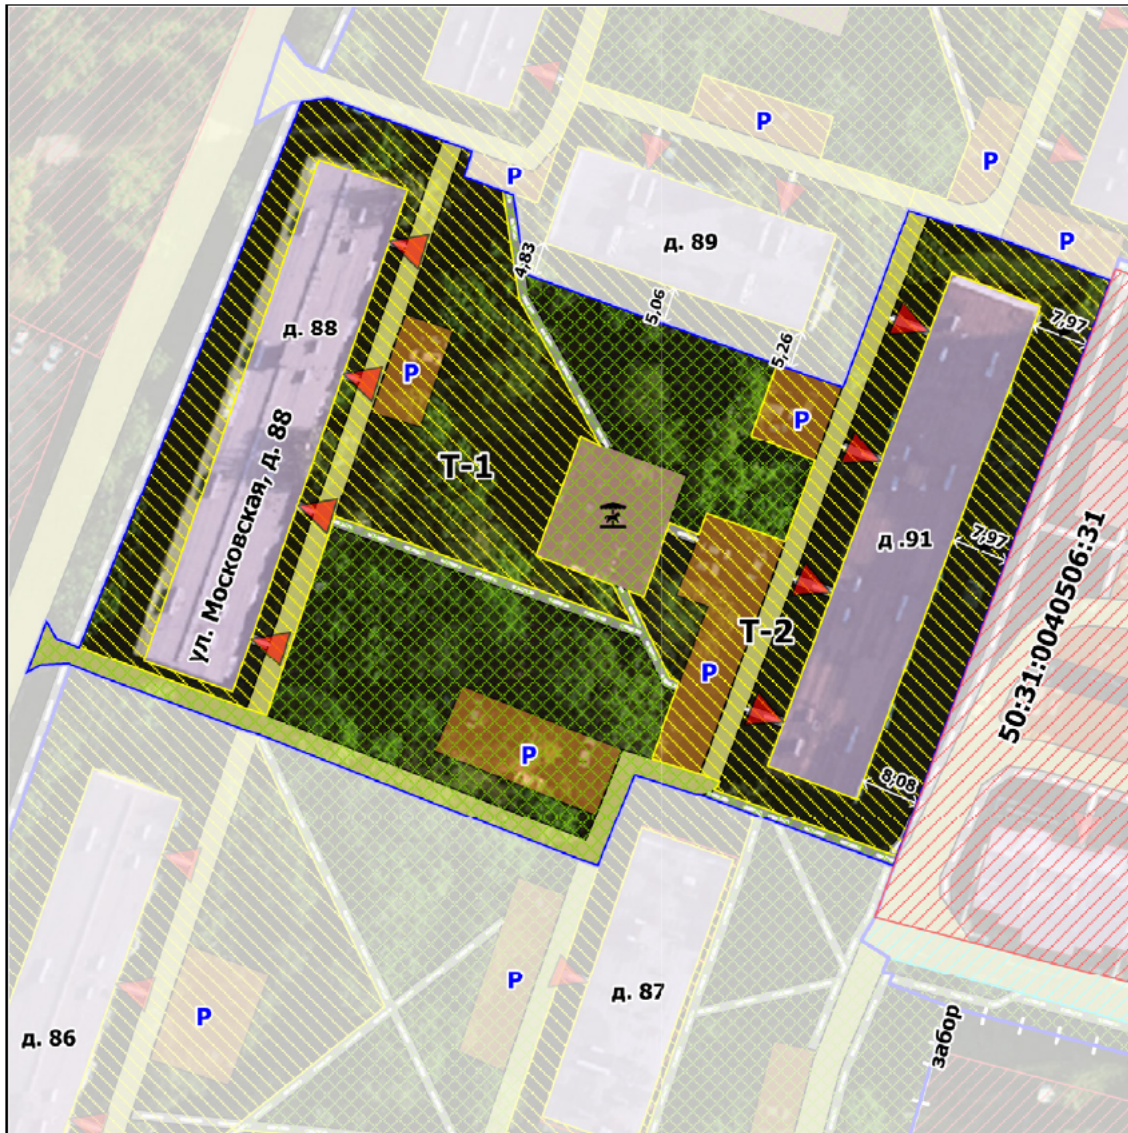 P
P
P
P
д. 89
4,83
5,06
5,26
7,97
д. 88
P
P
ул. Московская, д. 88
Т-1
д .91
7,97
50:31:0040506:31
Т-2
P
P
8,08
д. 87
P
P
д. 86
забор